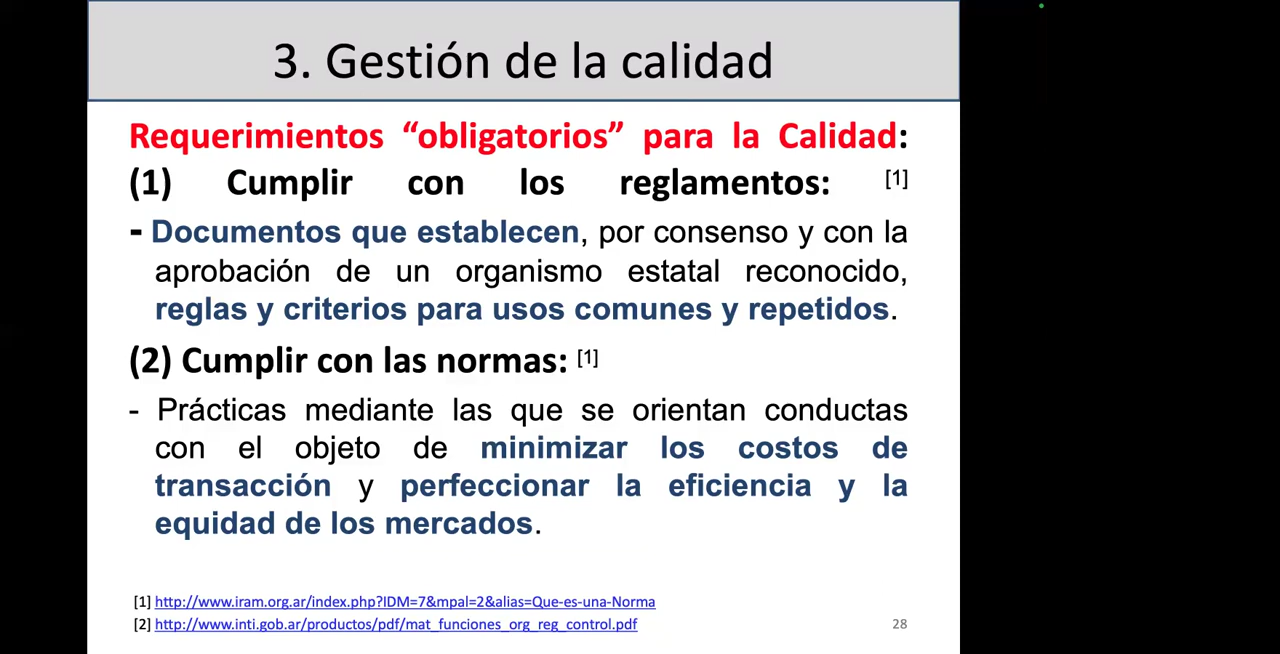 3. Gestión de la calidad
Requerimientos “obligatorios” para la Calidad:
(1) Cumplir con los reglamentos: [1]
- Documentos que establecen, por consenso y con la
aprobación de un organismo estatal reconocido,
reglas y criterios para usos comunes y repetidos.
(2) Cumplir con las normas: [1]
- Prácticas mediante las que se orientan conductas
con el objeto de minimizar los costos de
transacción y perfeccionar la eficiencia y la
equidad de los mercados.
[1] http://www.iram.org.ar/index.php?IDM=7&mpal=2&alias=Que-es-una-Norma
[2] http://www.inti.gob.ar/productos/pdf/mat_funciones_org_reg_control.pdf
28